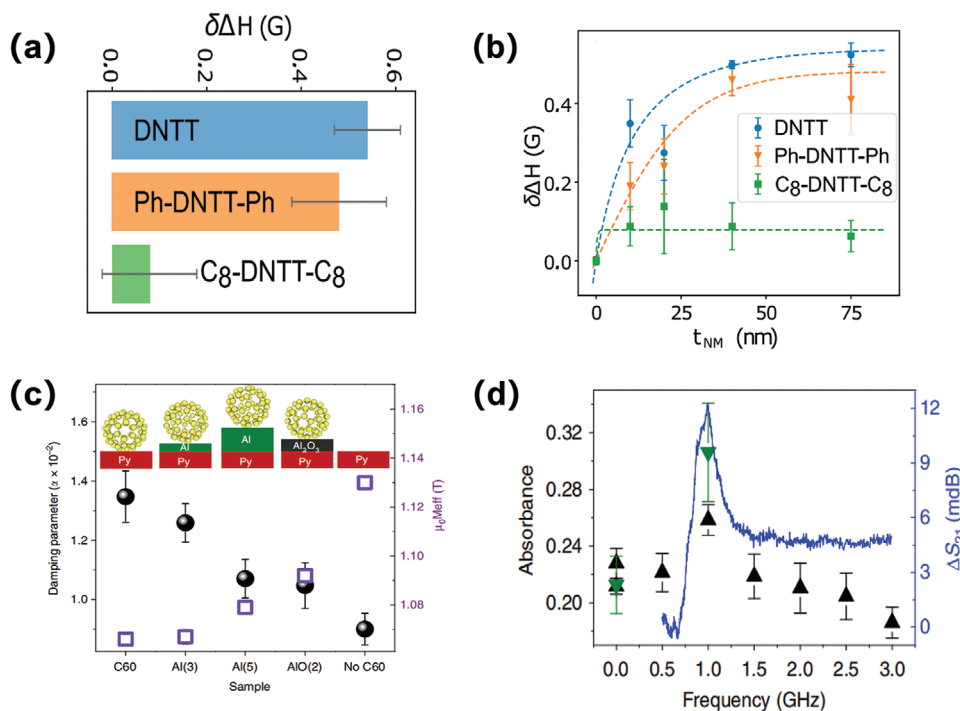 (a)
δΔH (G)
0.0 0.2 0.4 0.6
DNTT
Ph-DNTT-Ph
C8-DNTT-C8
(b)
δΔH (G)
0.4
0.2
0.0
DNTT
Ph-DNTT-Ph
C8-DNTT-C8
0 25 50 75
tNM (nm)
(c)
Damping parameter (α × 10⁻²)
1.6
1.4
1.2
1.0
Al Al Al2O3
Py Py Py Py Py
1.16
1.14
1.12
1.10
1.08
μ0Meff (T)
C60 Al(3) Al(5) AlO(2) No C60
Sample
(d)
Absorbance
0.32
0.28
0.24
0.20
12
9
6
3
0
ΔS21 (mdB)
0.0 0.5 1.0 1.5 2.0 2.5 3.0
Frequency (GHz)